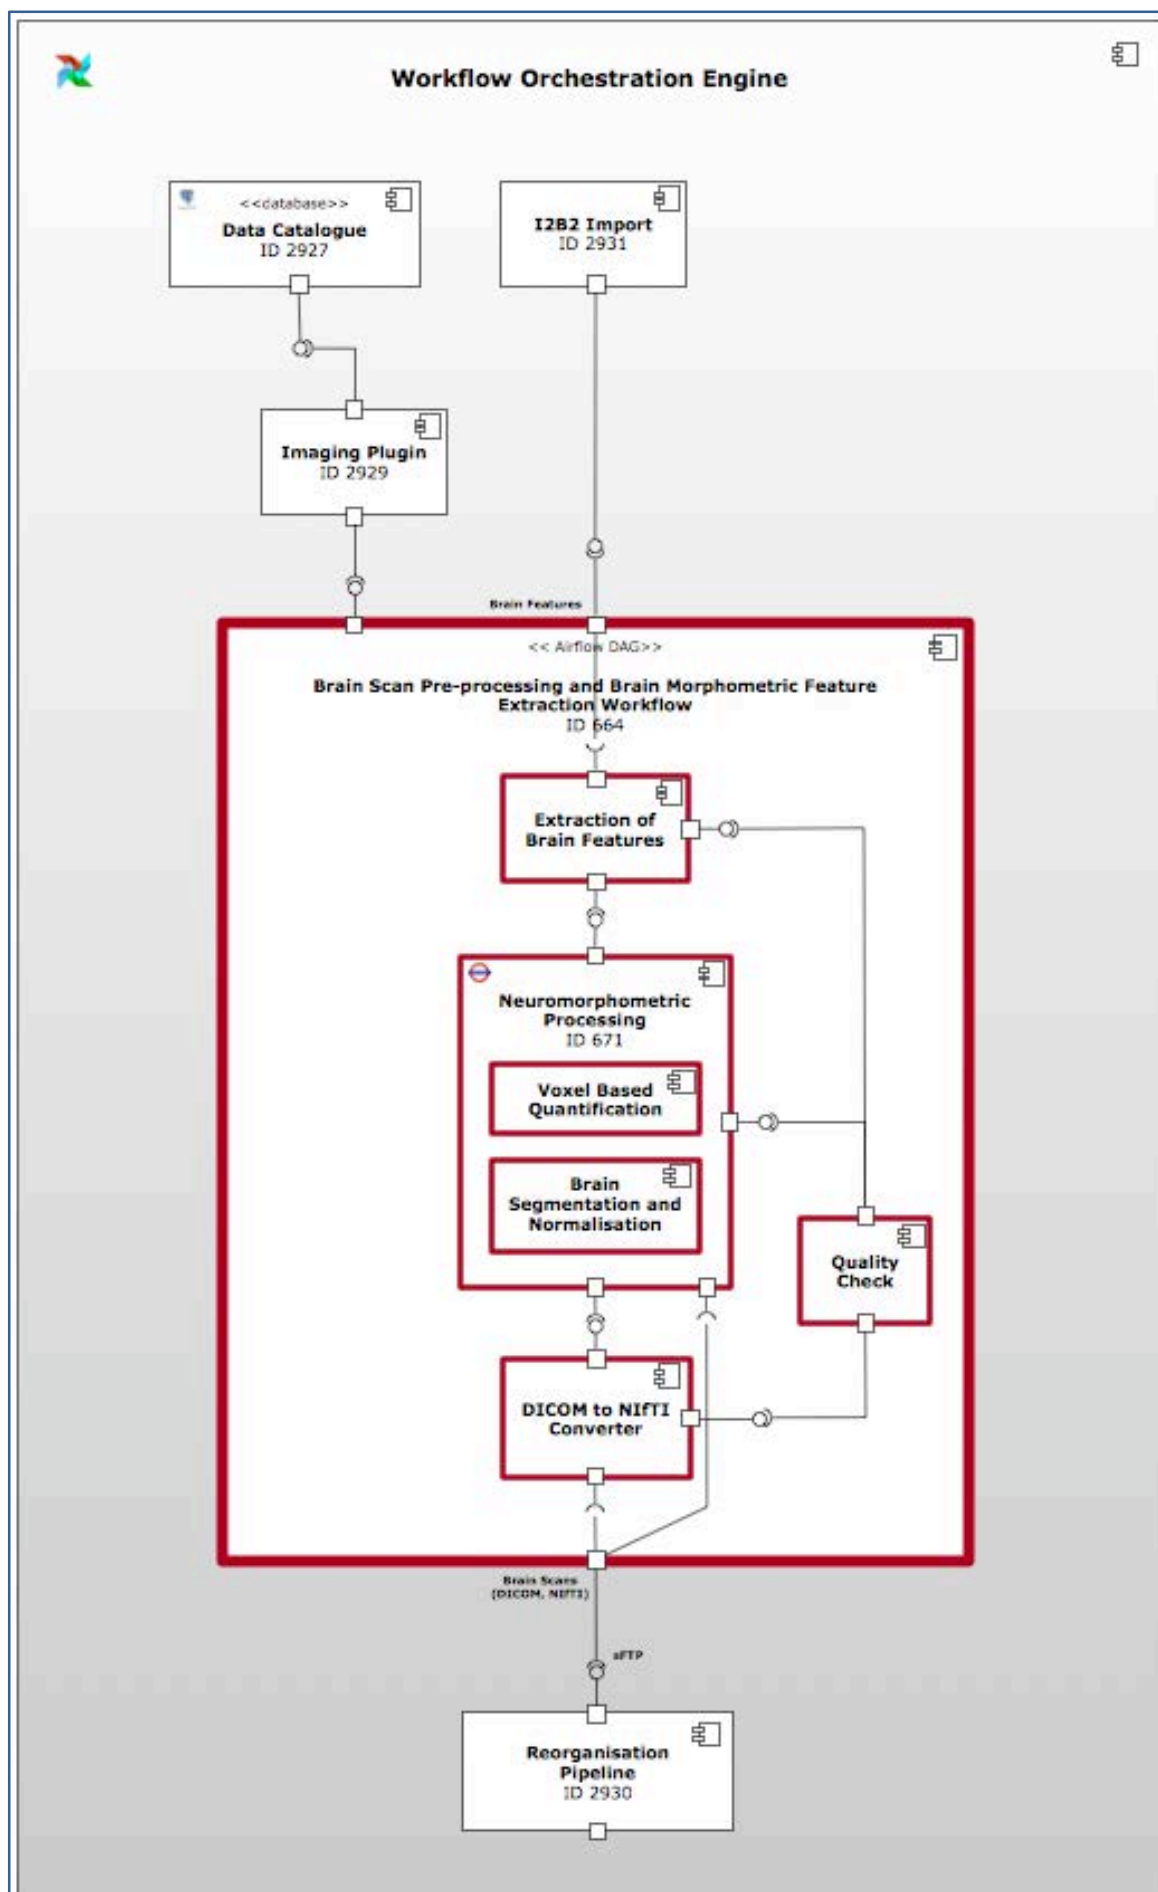 Workflow Orchestration Engine
<<database>>
Data Catalogue
ID 2927
I2B2 Import
ID 2931
Imaging Plugin
ID 2929
Brain Features
<< Airflow DAG>>
Brain Scan Pre-processing and Brain Morphometric Feature
Extraction Workflow
ID 664
Extraction of
Brain Features
Neuromorphometric
Processing
ID 671
Voxel Based
Quantification
Brain
Segmentation and
Normalisation
Quality
Check
DICOM to NIfTI
Converter
Brain Scans
(DICOM, NIfTI)
sFTP
Reorganisation
Pipeline
ID 2930